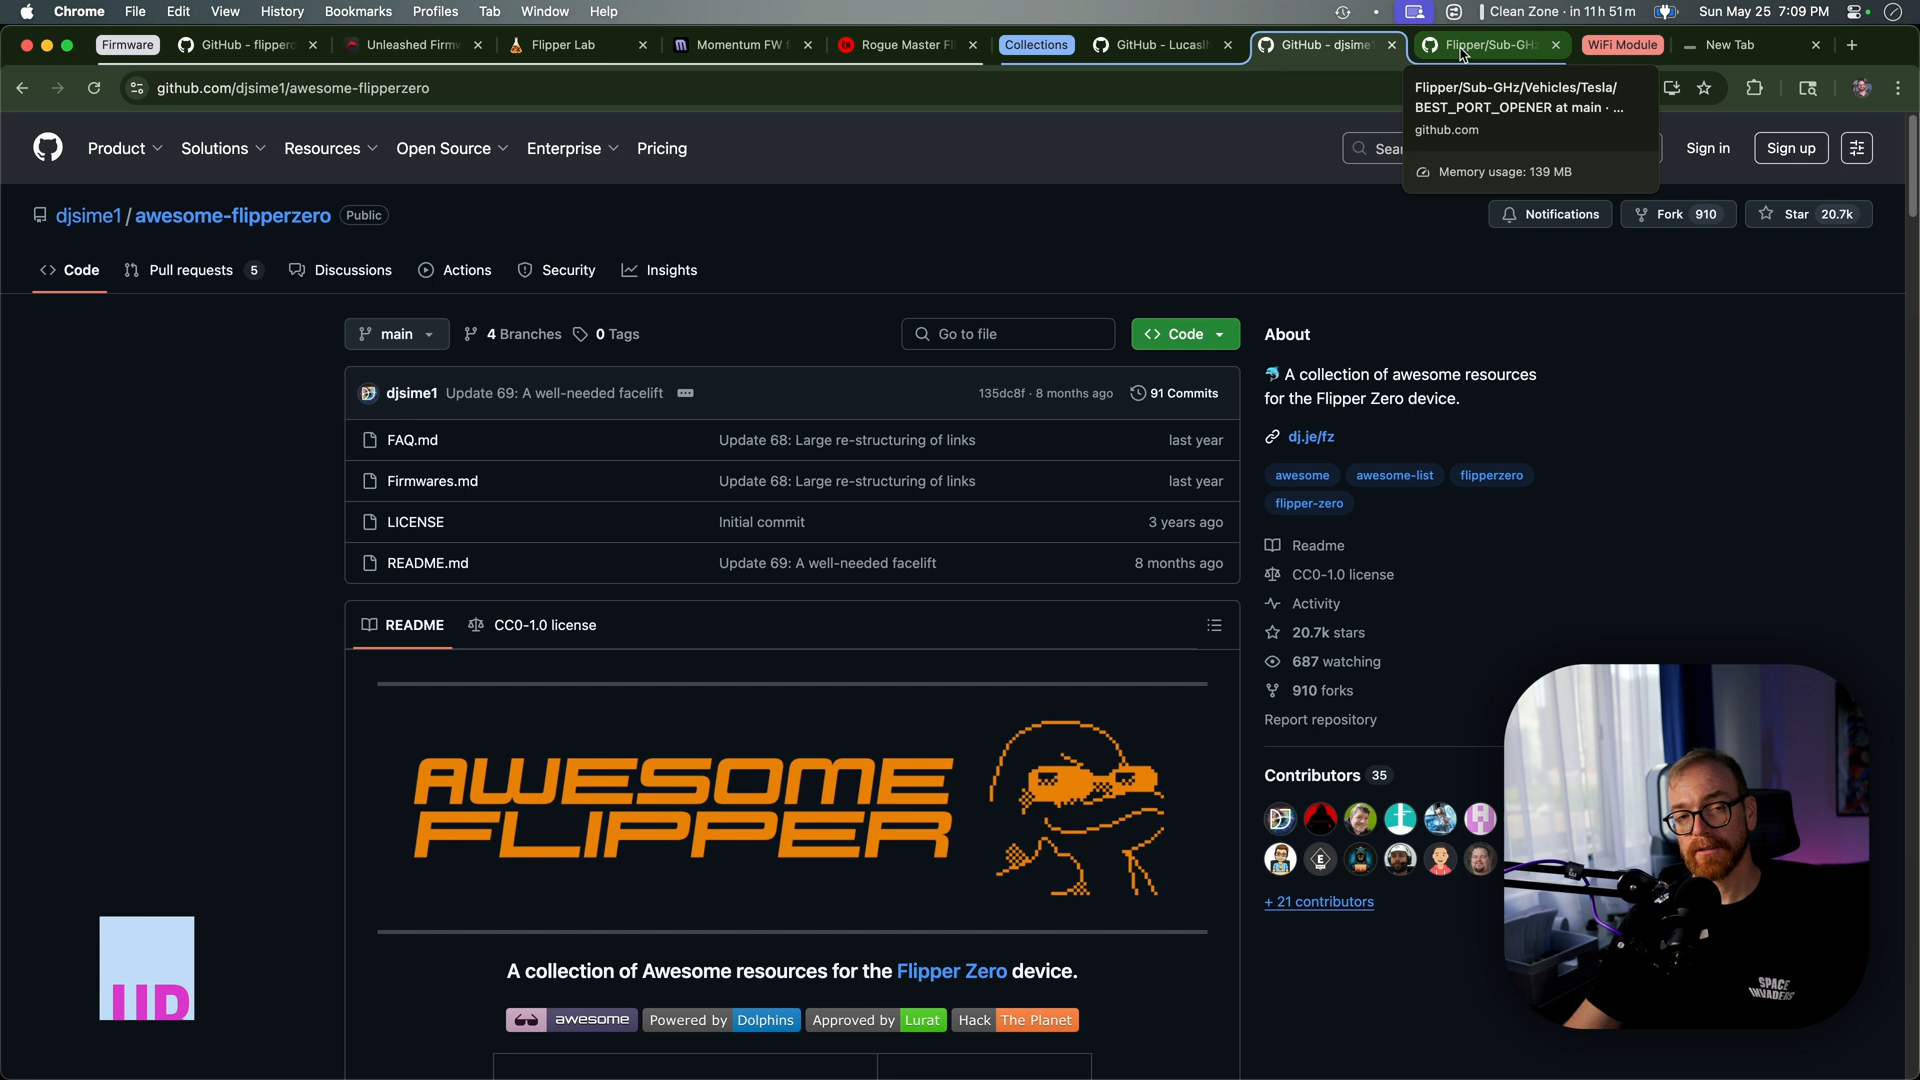 Chrome File Edit View History Bookmarks Profiles Tab Window Help
Clean Zone · in 11 h 51 m Sun May 25 7:09 PM
Firmware GitHub - flipperd Unleashed Firmw Flipper Lab Momentum FW f Rogue Master Fl Collections GitHub - Lucasl GitHub - djsime1 Flipper/Sub-GHz WiFi Module New Tab
github.com/djsime1/awesome-flipperzero
Flipper/Sub-GHz/Vehicles/Tesla/
BEST_PORT_OPENER at main · ...
github.com
Memory usage: 139 MB
Product Solutions Resources Open Source Enterprise Pricing
Sear Sign in Sign up
djsime1 / awesome-flipperzero Public
Notifications Fork 910 Star 20.7k
Code Pull requests 5 Discussions Actions Security Insights
main 4 Branches 0 Tags Go to file Code
djsime1 Update 69: A well-needed facelift 135dc8f · 8 months ago 91 Commits
FAQ.md Update 68: Large re-structuring of links last year
Firmwares.md Update 68: Large re-structuring of links last year
LICENSE Initial commit 3 years ago
README.md Update 69: A well-needed facelift 8 months ago
README CC0-1.0 license
AWESOME
FLIPPER
A collection of Awesome resources for the Flipper Zero device.
awesome Powered by Dolphins Approved by Lurat Hack The Planet
About
A collection of awesome resources
for the Flipper Zero device.
dj.je/fz
awesome awesome-list flipperzero
flipper-zero
Readme
CC0-1.0 license
Activity
20.7k stars
687 watching
910 forks
Report repository
Contributors 35
+ 21 contributors
SPACE
INVADERS
UP